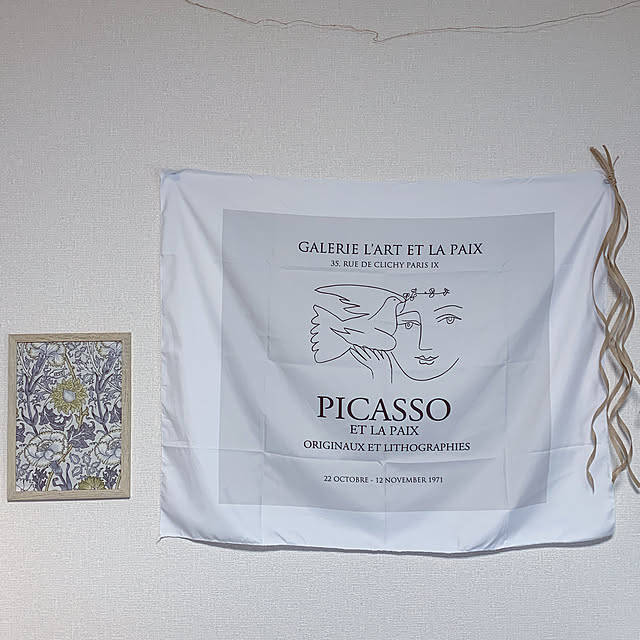 GALERIE L'ART ET LA PAIX
35, RUE DE CLICHY PARIS IX
PICASSO
ET LA PAIX
ORIGINAUX ET LITHOGRAPHIES
22 OCTOBRE - 12 NOVEMBER 1971